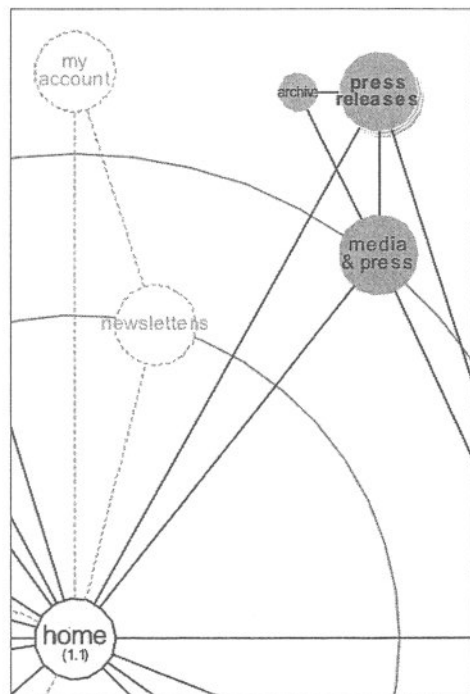 my
account
archive
press
releases
media
& press
newsletters
home
(1.1)